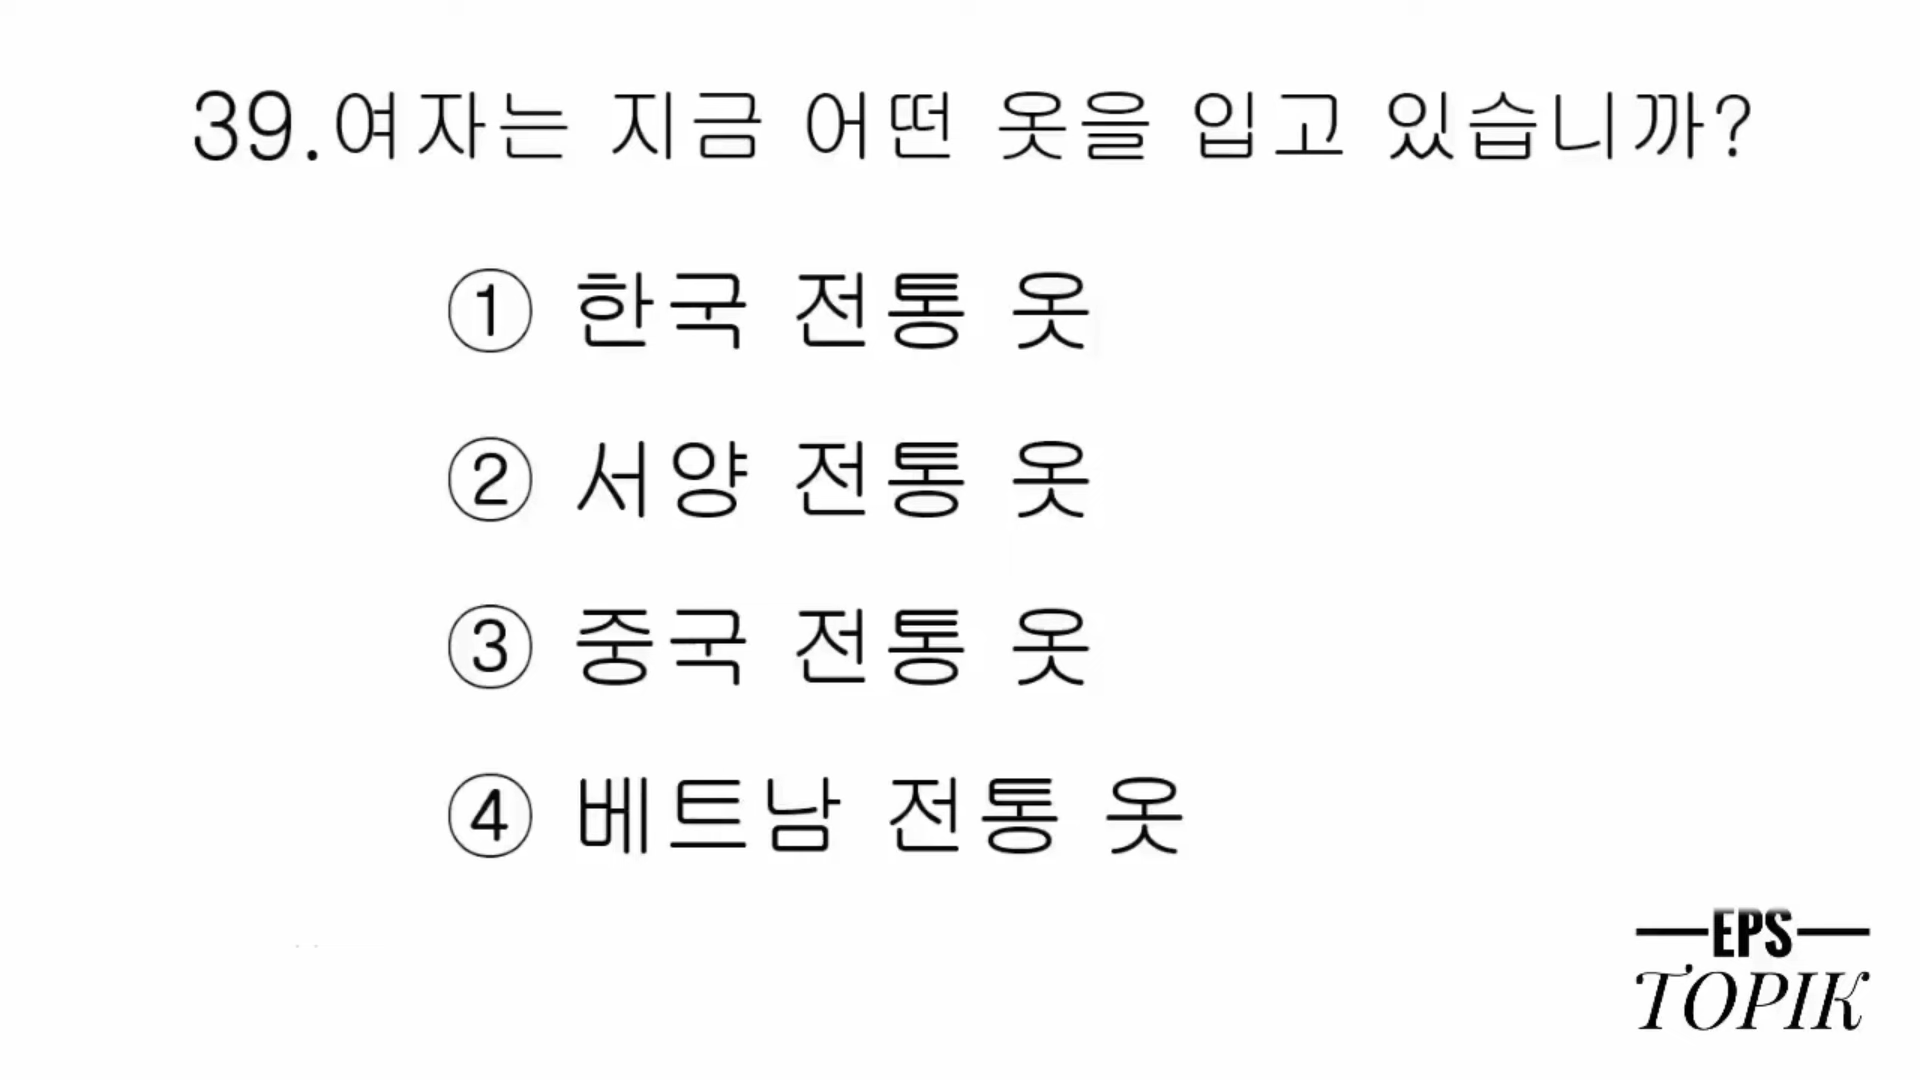 39.여자는 지금 어떤 옷을 입고 있습니까?
① 한국 전통 옷
② 서양 전통 옷
③ 중국 전통 옷
④ 베트남 전통 옷
EPS
TOPIK